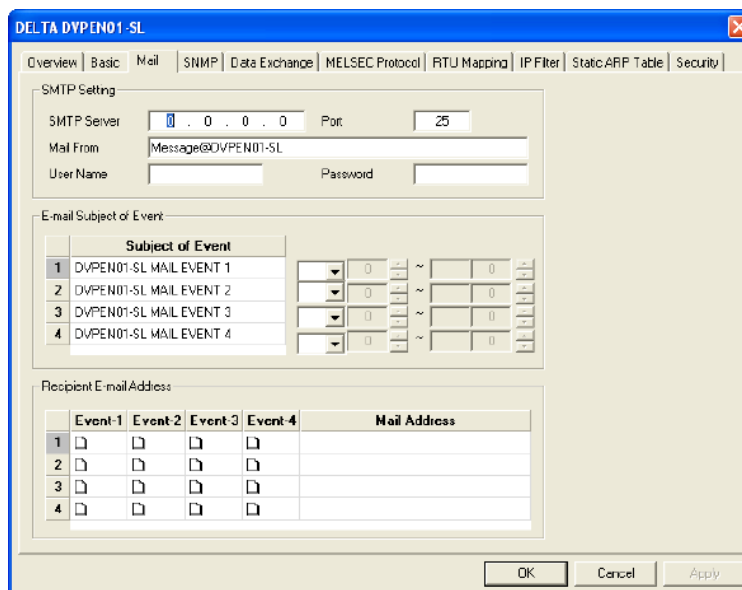 DELTA DVPEN01-SL
Overview Basic Mail SNMP Data Exchange MELSEC Protocol RTU Mapping IP Filter Static ARP Table Security
SMTP Setting
SMTP Server 0 . 0 . 0 . 0 Port 25
Mail From Message@DVPEN01-SL
User Name Password
E-mail Subject of Event
Subject of Event
1 DVPEN01-SL MAIL EVENT 1 0 ~ 0
2 DVPEN01-SL MAIL EVENT 2 0 ~ 0
3 DVPEN01-SL MAIL EVENT 3 0 ~ 0
4 DVPEN01-SL MAIL EVENT 4 0 ~ 0
Recipient E-mail Address
Event-1 Event-2 Event-3 Event-4 Mail Address
1
2
3
4
OK Cancel Apply